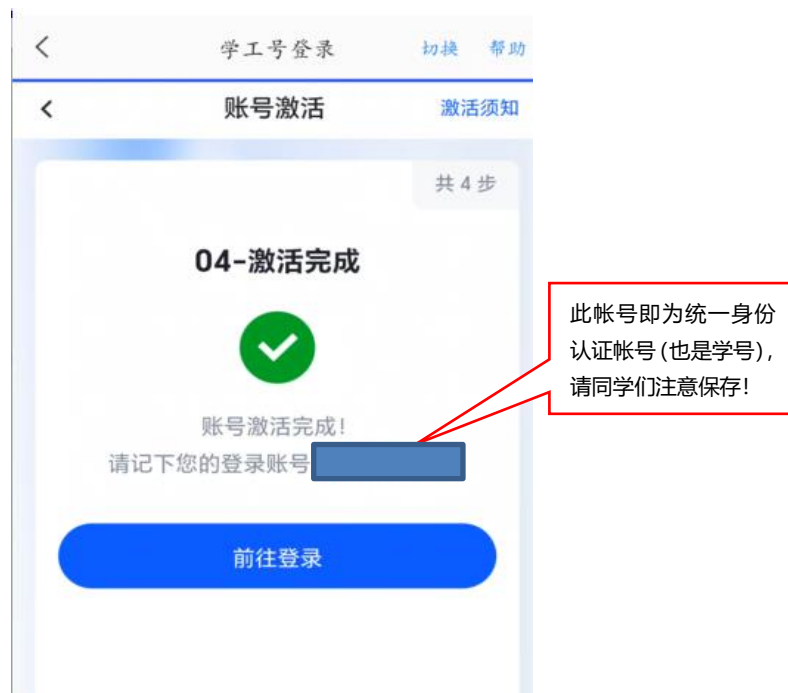 学工号登录 切换 帮助
账号激活 激活须知
共 4 步
04-激活完成
账号激活完成!
请记下您的登录账号
前往登录
此帐号即为统一身份
认证帐号(也是学号),
请同学们注意保存!